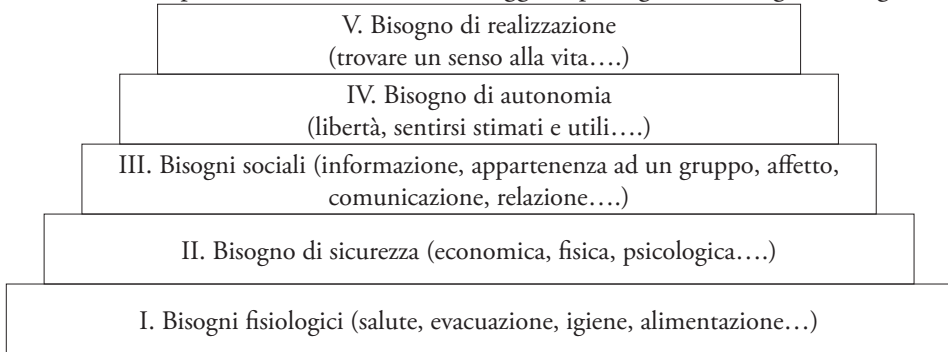 V. Bisogno di realizzazione
(trovare un senso alla vita….)
IV. Bisogno di autonomia
(libertà, sentirsi stimati e utili….)
III. Bisogni sociali (informazione, appartenenza ad un gruppo, affetto,
comunicazione, relazione….)
II. Bisogno di sicurezza (economica, fisica, psicologica….)
I. Bisogni fisiologici (salute, evacuazione, igiene, alimentazione…)